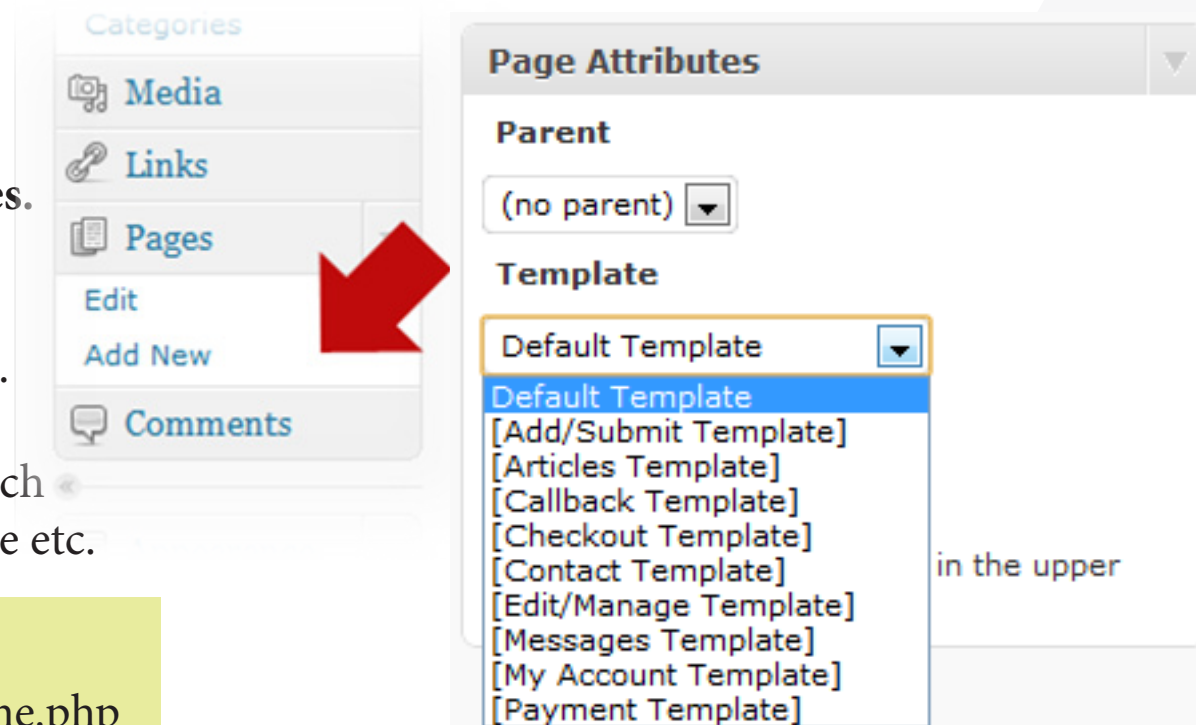 es.
.
ch
e etc.
ne.php
Categories
Media
Links
Pages
Edit
Add New
Comments
Page Attributes
Parent
(no parent)
Template
Default Template
Default Template
[Add/Submit Template]
[Articles Template]
[Callback Template]
[Checkout Template]
[Contact Template]
in the upper
[Edit/Manage Template]
[Messages Template]
[My Account Template]
[Payment Template]